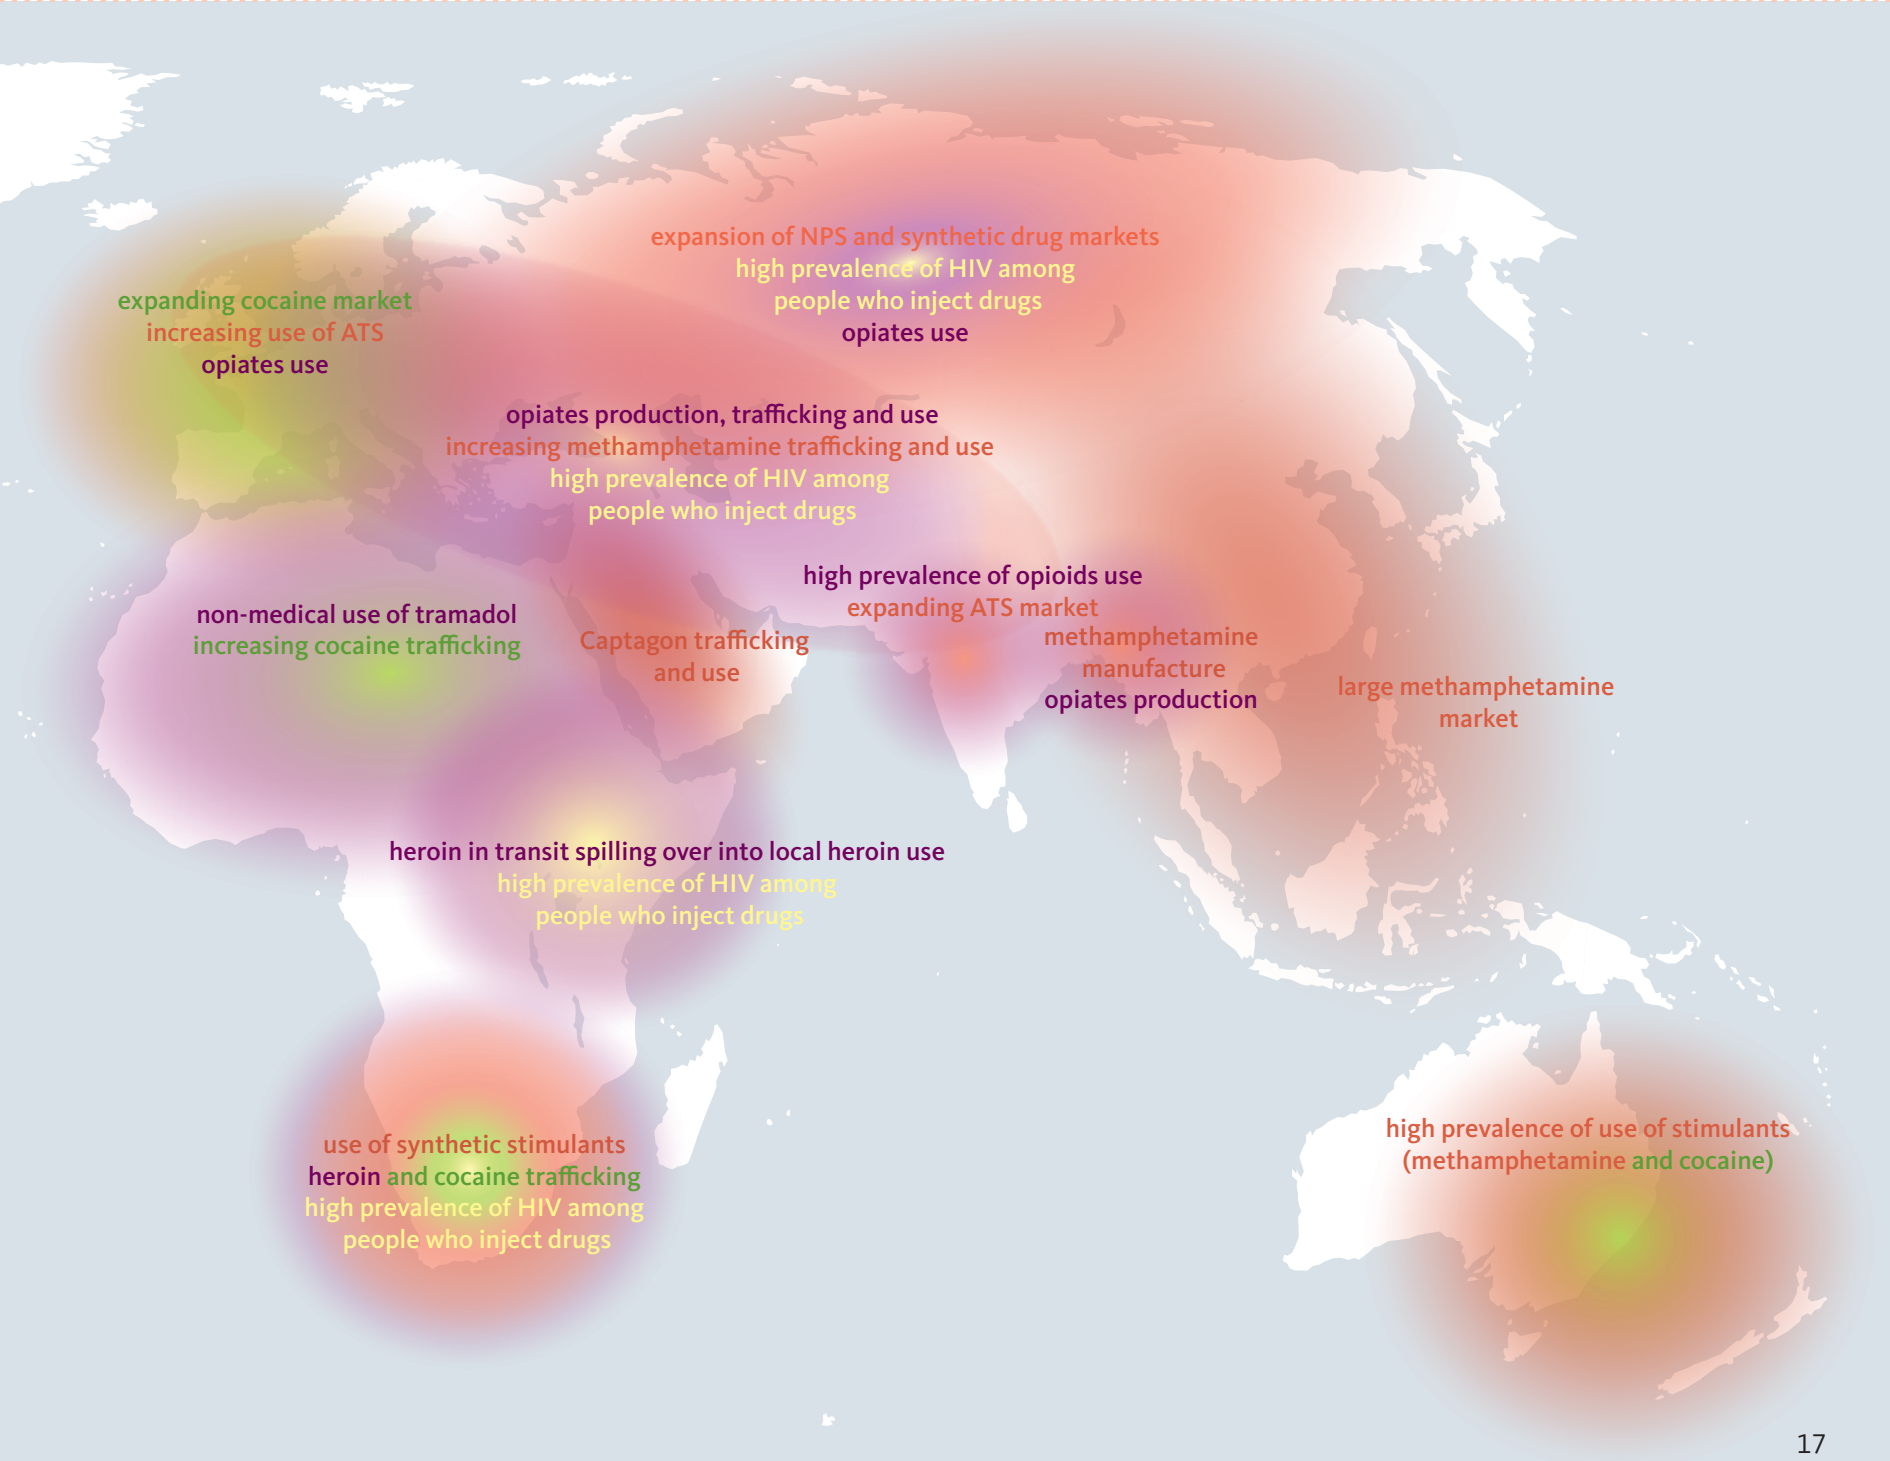 expansion of NPS and synthetic drug markets
high prevalence of HIV among
people who inject drugs
opiates use
expanding cocaine market
increasing use of ATS
opiates use
opiates production, trafficking and use
increasing methamphetamine trafficking and use
high prevalence of HIV among
people who inject drugs
high prevalence of opioids use
expanding ATS market
non-medical use of tramadol
increasing cocaine trafficking
Captagon trafficking
and use
methamphetamine
manufacture
opiates production
large methamphetamine
market
heroin in transit spilling over into local heroin use
high prevalence of HIV among
people who inject drugs
use of synthetic stimulants
heroin and cocaine trafficking
high prevalence of HIV among
people who inject drugs
high prevalence of use of stimulants
(methamphetamine and cocaine)
17